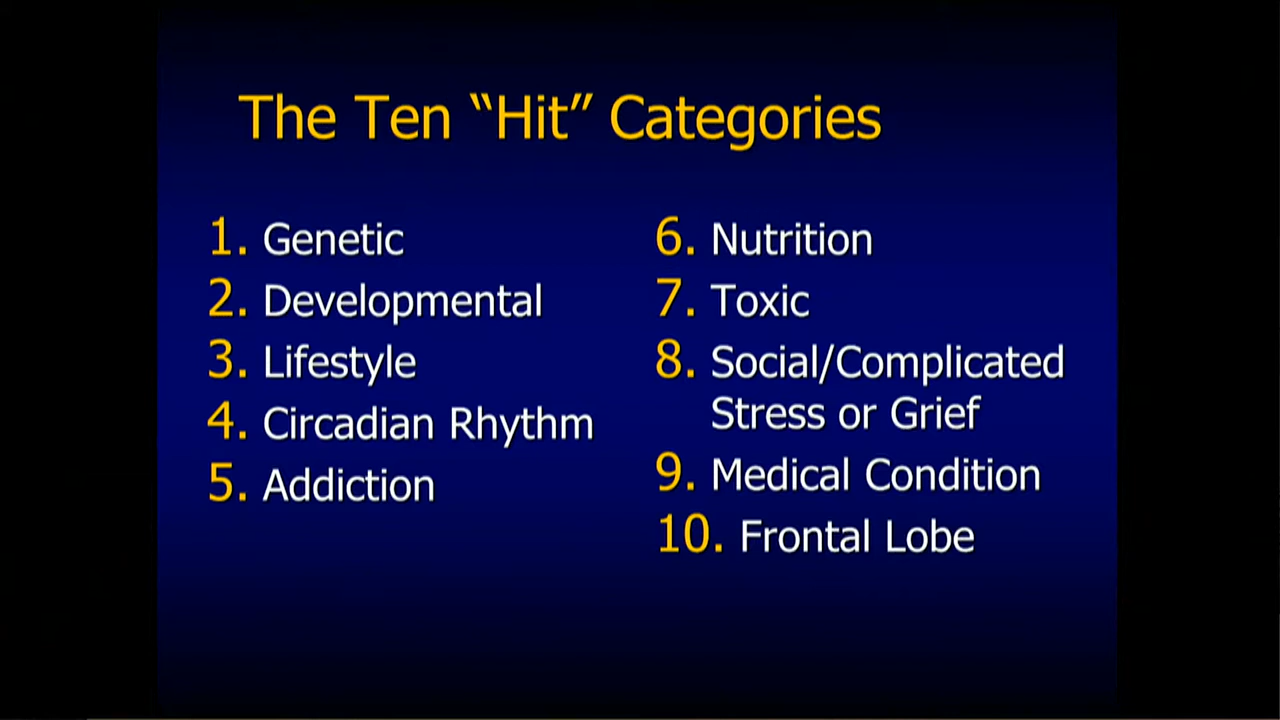 The Ten “Hit” Categories
1. Genetic
2. Developmental
3. Lifestyle
4. Circadian Rhythm
5. Addiction
6. Nutrition
7. Toxic
8. Social/Complicated
Stress or Grief
9. Medical Condition
10. Frontal Lobe